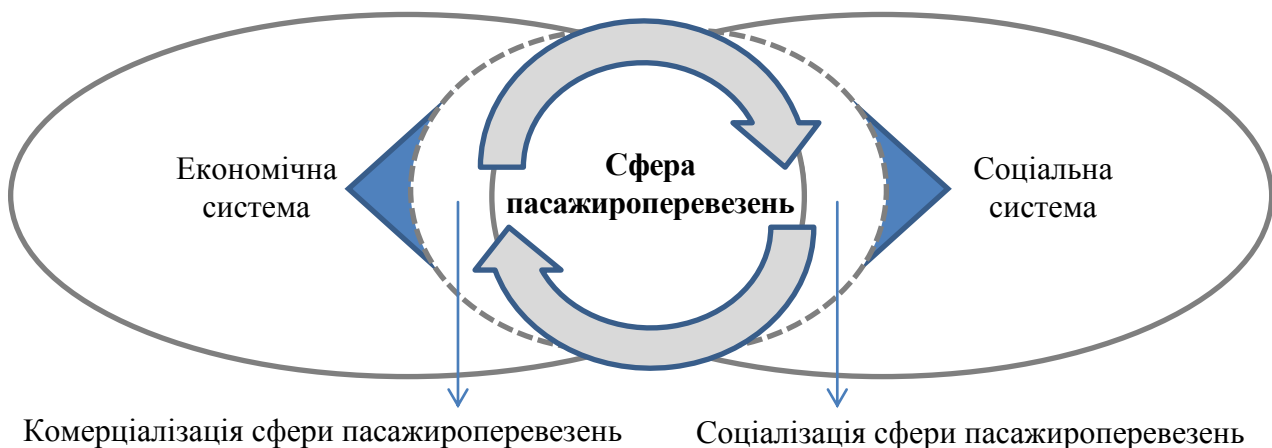 Економічна
система
Сфера
пасажироперевезень
Соціальна
система
Комерціалізація сфери пасажироперевезень
Соціалізація сфери пасажироперевезень